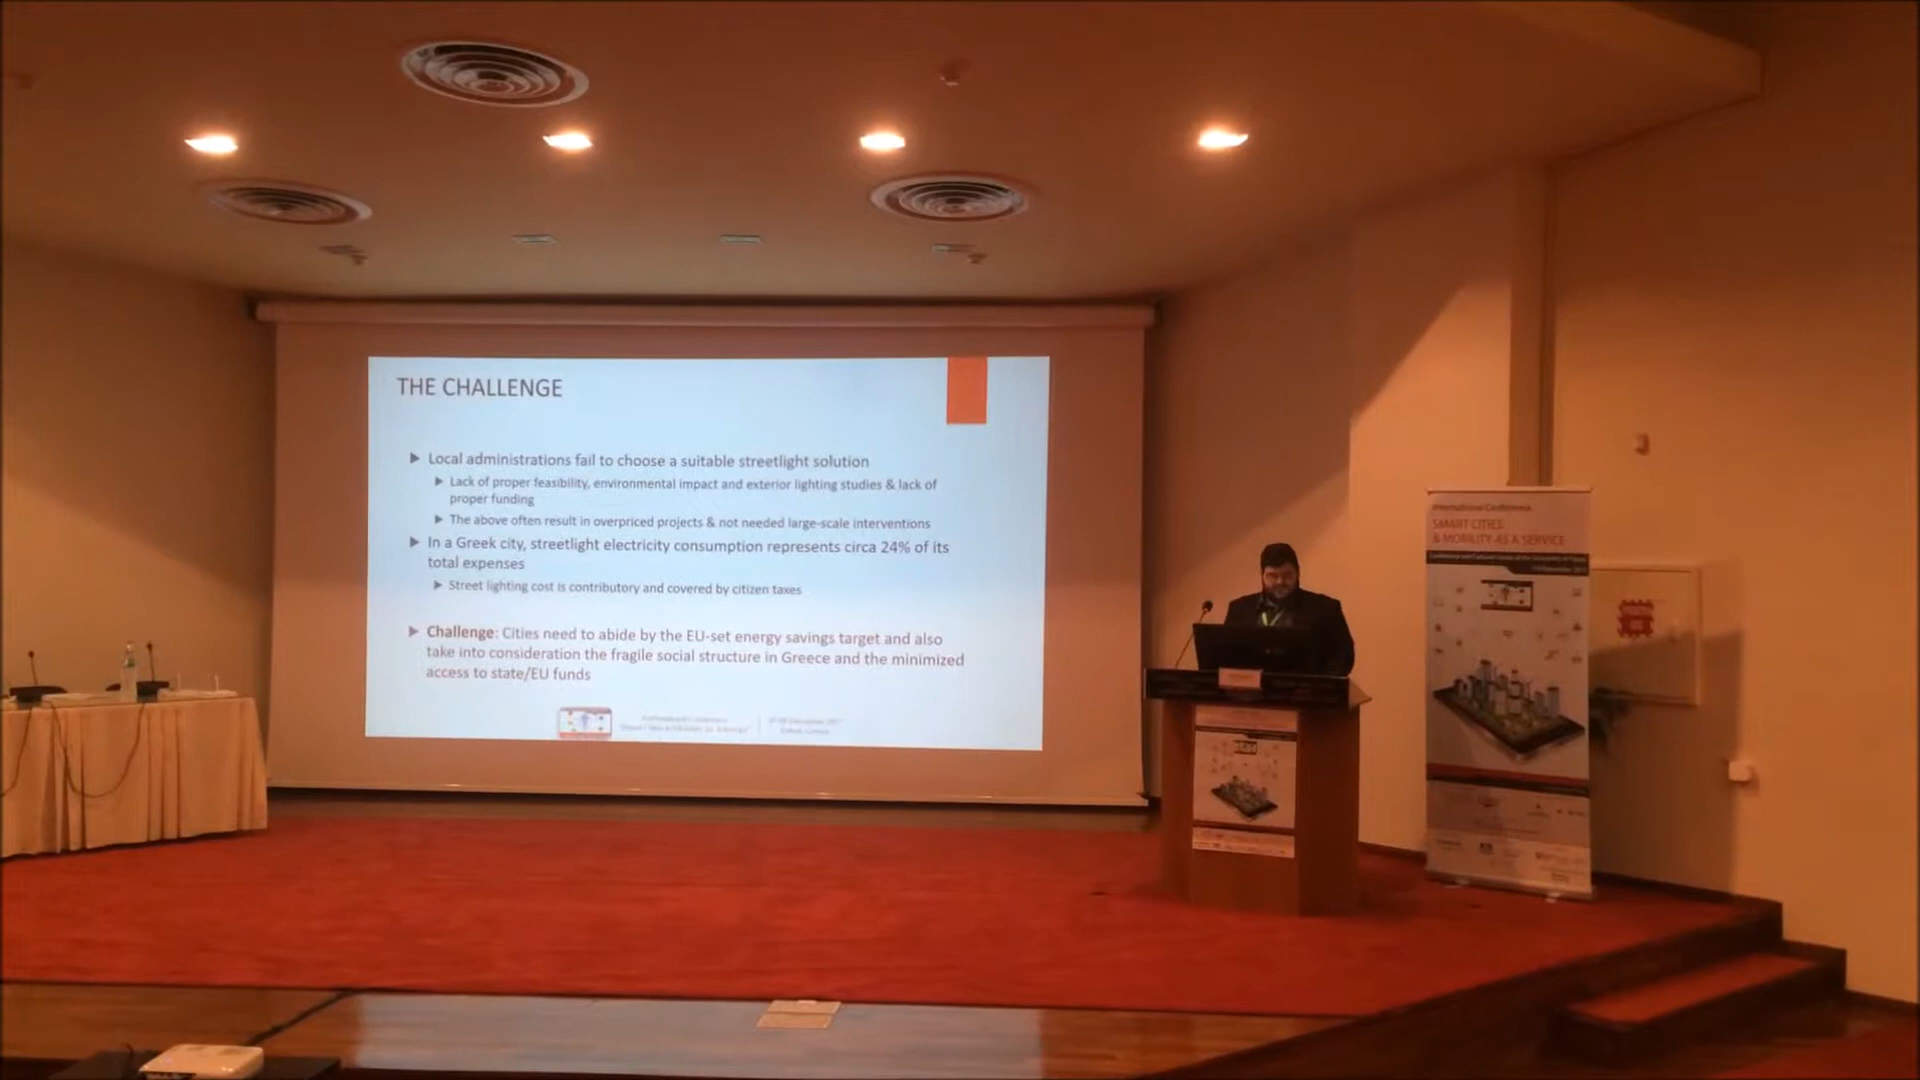 THE CHALLENGE
Local administrations fail to choose a suitable streetlight solution
Lack of proper feasibility, environmental impact and exterior lighting studies & lack of
proper funding
The above often result in overpriced projects & not needed large-scale interventions
In a Greek city, streetlight electricity consumption represents circa 24% of its
total expenses
Street lighting cost is contributory and covered by citizen taxes
Challenge: Cities need to abide by the EU-set energy savings target and also
take into consideration the fragile social structure in Greece and the minimized
access to state/EU funds
International Conference
SMART CITIES
& MOBILITY AS A SERVICE